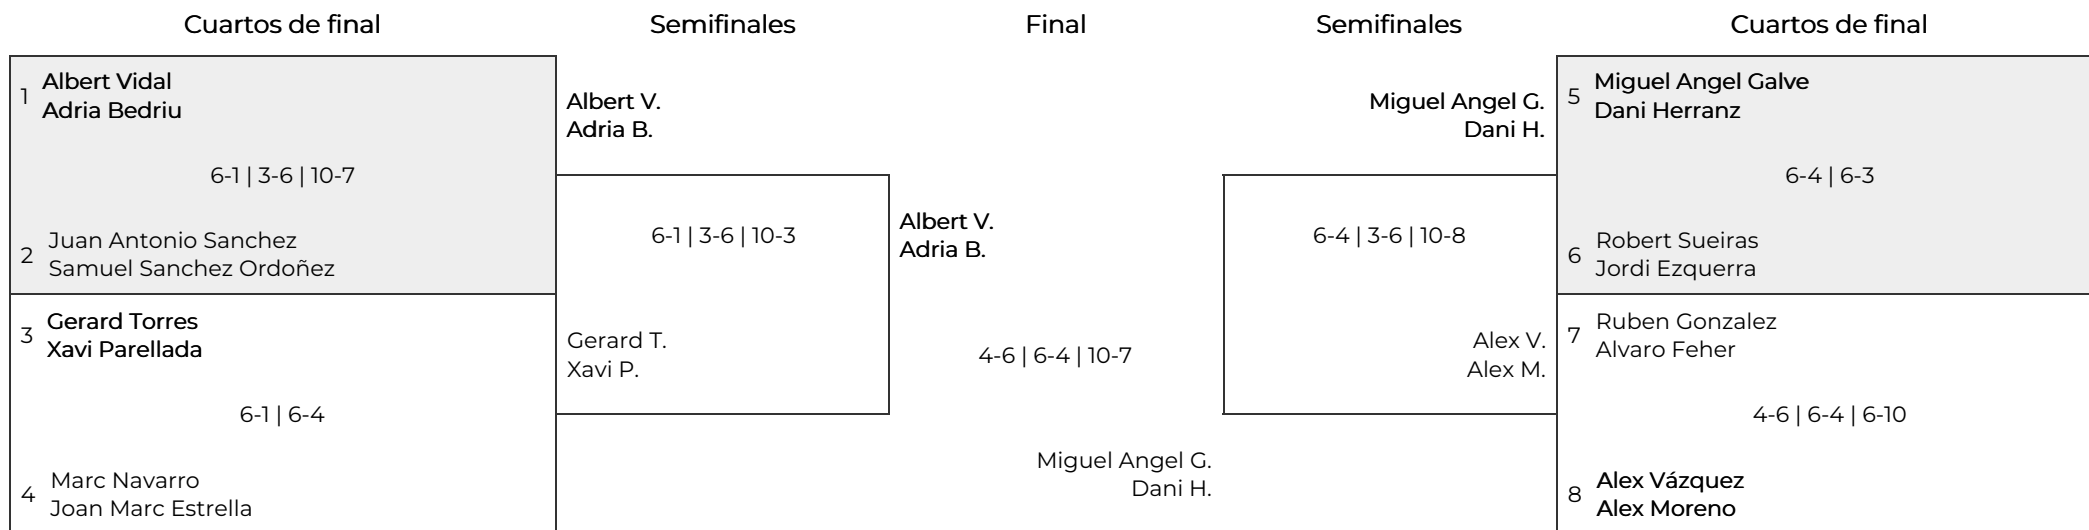 Cuartos de final
Semifinales
Final
Semifinales
Cuartos de final
1
Albert Vidal
Adria Bedriu
6-1 | 3-6 | 10-7
2
Juan Antonio Sanchez
Samuel Sanchez Ordoñez
3
Gerard Torres
Xavi Parellada
6-1 | 6-4
4
Marc Navarro
Joan Marc Estrella
Albert V.
Adria B.
6-1 | 3-6 | 10-3
Gerard T.
Xavi P.
Albert V.
Adria B.
4-6 | 6-4 | 10-7
Miguel Angel G.
Dani H.
Miguel Angel G.
Dani H.
6-4 | 3-6 | 10-8
Alex V.
Alex M.
5
Miguel Angel Galve
Dani Herranz
6-4 | 6-3
6
Robert Sueiras
Jordi Ezquerra
7
Ruben Gonzalez
Alvaro Feher
4-6 | 6-4 | 6-10
8
Alex Vázquez
Alex Moreno